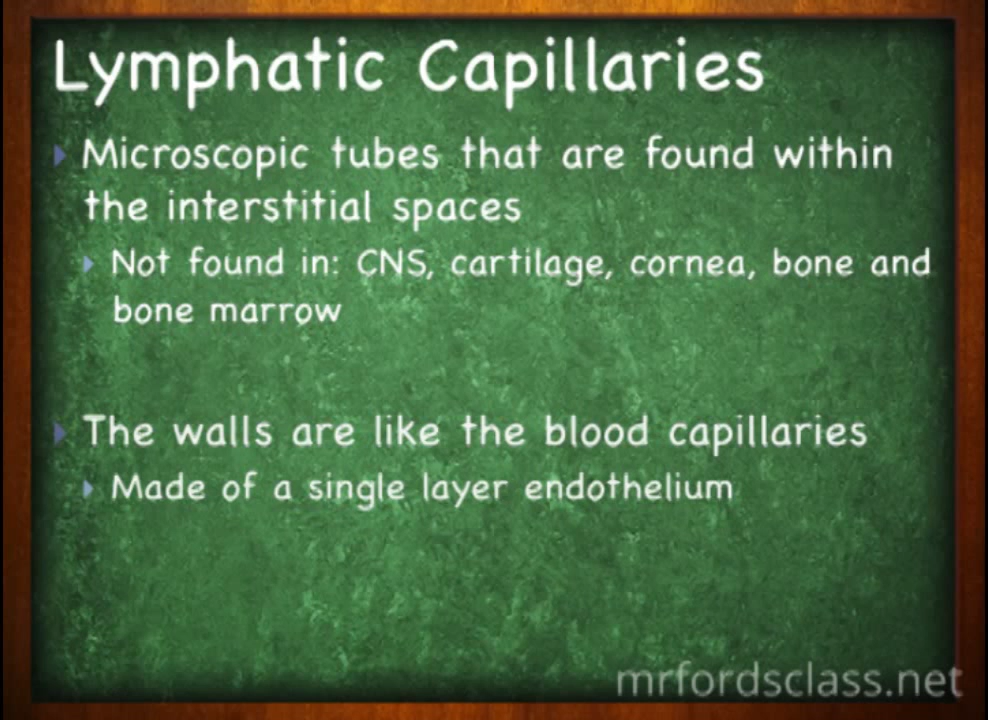 Lymphatic Capillaries
Microscopic tubes that are found within
the interstitial spaces
Not found in: CNS, cartilage, cornea, bone and
bone marrow
The walls are like the blood capillaries
Made of a single layer endothelium
mrfordsclass.net